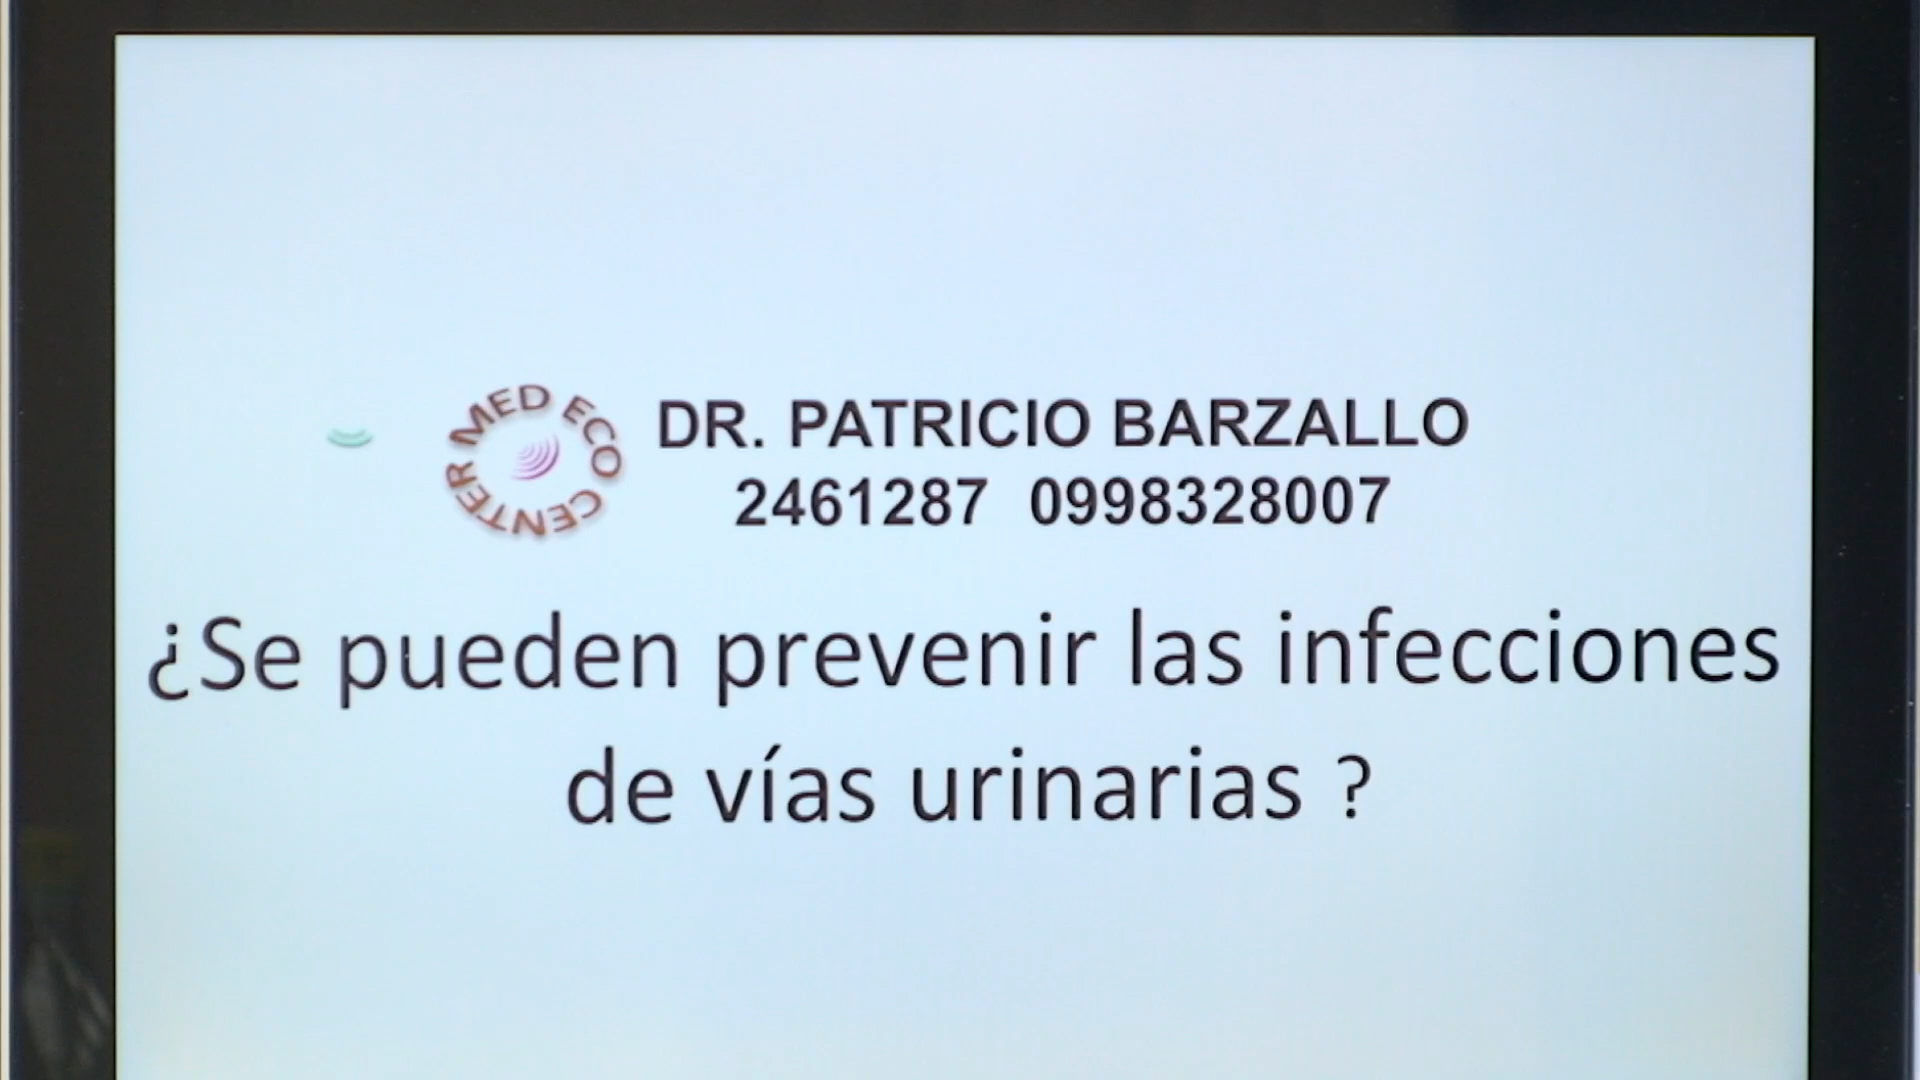 MED ECO CENTER
DR. PATRICIO BARZALLO
2461287 0998328007
¿Se pueden prevenir las infecciones
de vías urinarias ?